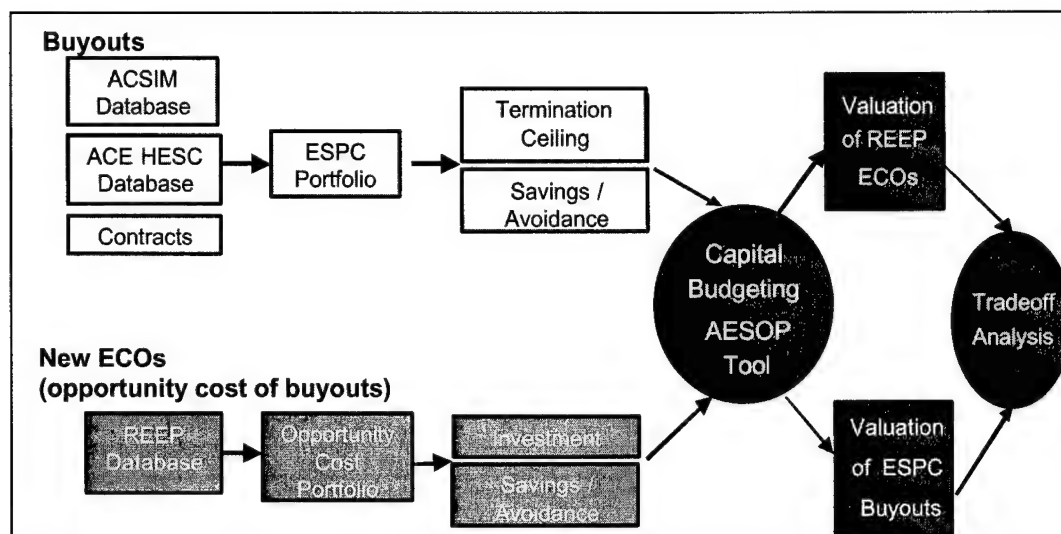 Buyouts
ACSIM
Database
ACE HESC
Database
Contracts
ESPC
Portfolio
Termination
Ceiling
Savings /
Avoidance
Capital
Budgeting
AESOP
Tool
Valuation
of REEP
ECOs
Tradeoff
Analysis
New ECOs
(opportunity cost of buyouts)
REEP
Database
Opportunity
Cost
Portfolio
Investment
Savings /
Avoidance
Valuation
of ESPC
Buyouts